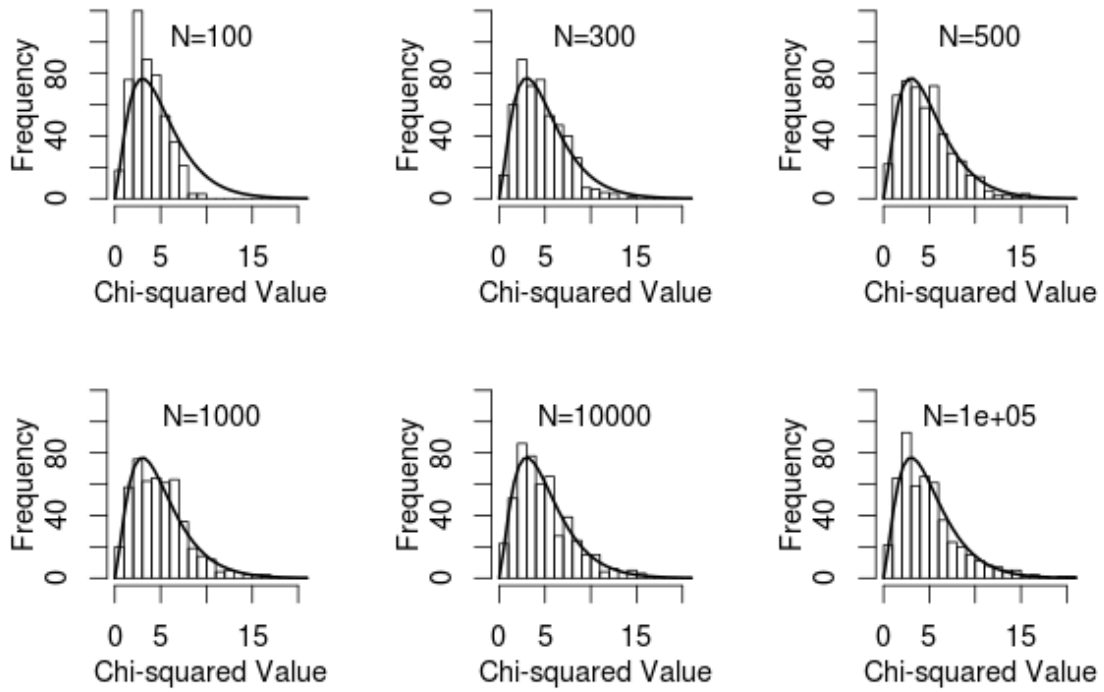 N=100
Frequency
0 40 80
0 5 15
Chi-squared Value
N=300
Frequency
0 40 80
0 5 15
Chi-squared Value
N=500
Frequency
0 40 80
0 5 15
Chi-squared Value
N=1000
Frequency
0 40 80
0 5 15
Chi-squared Value
N=10000
Frequency
0 40 80
0 5 15
Chi-squared Value
N=1e+05
Frequency
0 40 80
0 5 15
Chi-squared Value